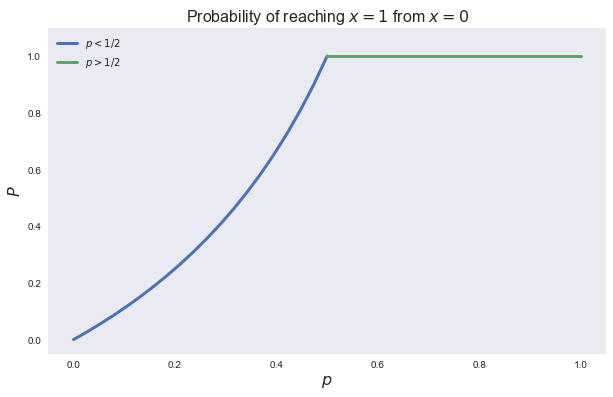 Probability of reaching x = 1 from x = 0
p < 1/2
p > 1/2
1.0
0.8
0.6
0.4
0.2
0.0
P
0.0 0.2 0.4 0.6 0.8 1.0
p